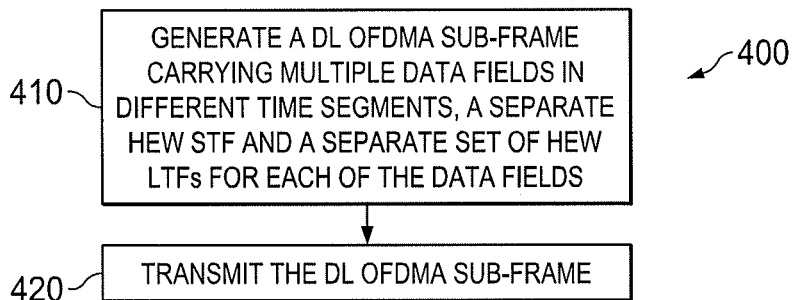 400
410
GENERATE A DL OFDMA SUB-FRAME
CARRYING MULTIPLE DATA FIELDS IN
DIFFERENT TIME SEGMENTS, A SEPARATE
HEW STF AND A SEPARATE SET OF HEW
LTFs FOR EACH OF THE DATA FIELDS
420
TRANSMIT THE DL OFDMA SUB-FRAME